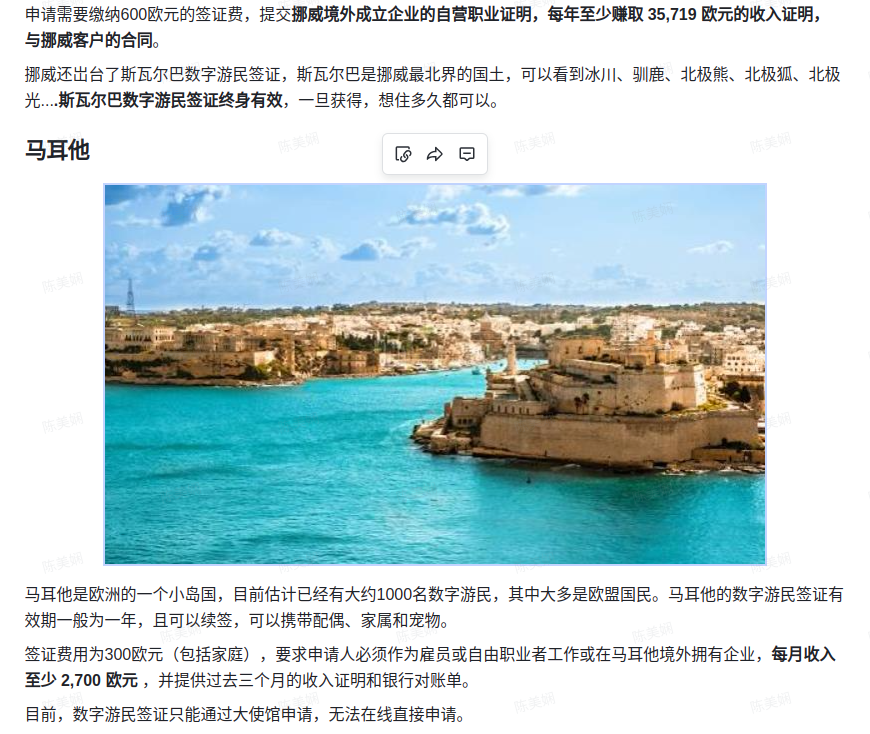 申请需要缴纳600欧元的签证费，提交挪威境外成立企业的自营职业证明，每年至少赚取 35,719 欧元的收入证明，
与挪威客户的合同。
挪威还出台了斯瓦尔巴数字游民签证，斯瓦尔巴是挪威最北界的国土，可以看到冰川、驯鹿、北极熊、北极狐、北极
光....斯瓦尔巴数字游民签证终身有效，一旦获得，想住多久都可以。
马耳他
马耳他是欧洲的一个小岛国，目前估计已经有大约1000名数字游民，其中大多是欧盟国民。马耳他的数字游民签证有
效期一般为一年，且可以续签，可以携带配偶、家属和宠物。
签证费用为300欧元（包括家庭），要求申请人必须作为雇员或自由职业者工作或在马耳他境外拥有企业，每月收入
至少 2,700 欧元 ，并提供过去三个月的收入证明和银行对账单。
目前，数字游民签证只能通过大使馆申请，无法在线直接申请。